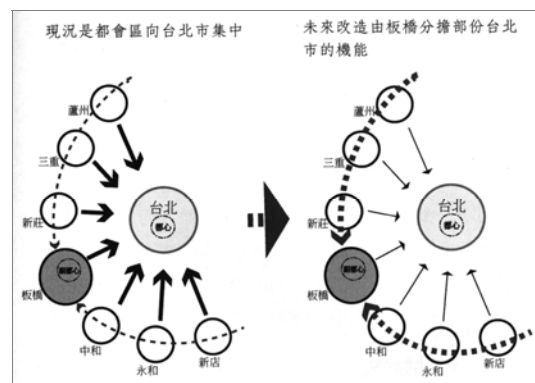 現況是都會區向台北市集中
蘆州
三重
新莊
台北
都心
副都心
板橋
中和
永和
新店
未來改造由板橋分擔部份台北
市的機能
蘆州
三重
新莊
台北
都心
副都心
板橋
中和
永和
新店